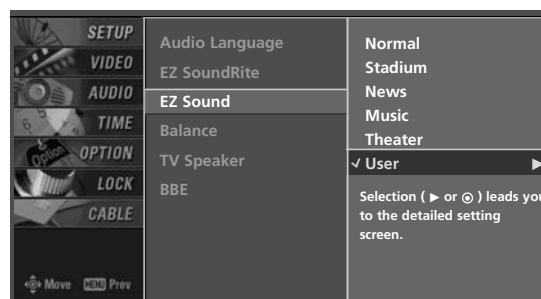 SETUP
VIDEO
AUDIO
TIME
OPTION
LOCK
CABLE
Move MENU Prev
Audio Language
EZ SoundRite
EZ Sound
Balance
TV Speaker
BBE
Normal
Stadium
News
Music
Theater
✓ User ▶
Selection ( ▶ or ◉ ) leads you
to the detailed setting
screen.
Option